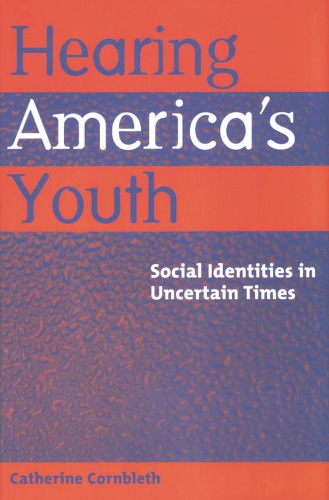 Hearing
America's
Youth
Social Identities in
Uncertain Times
Catherine Cornbleth